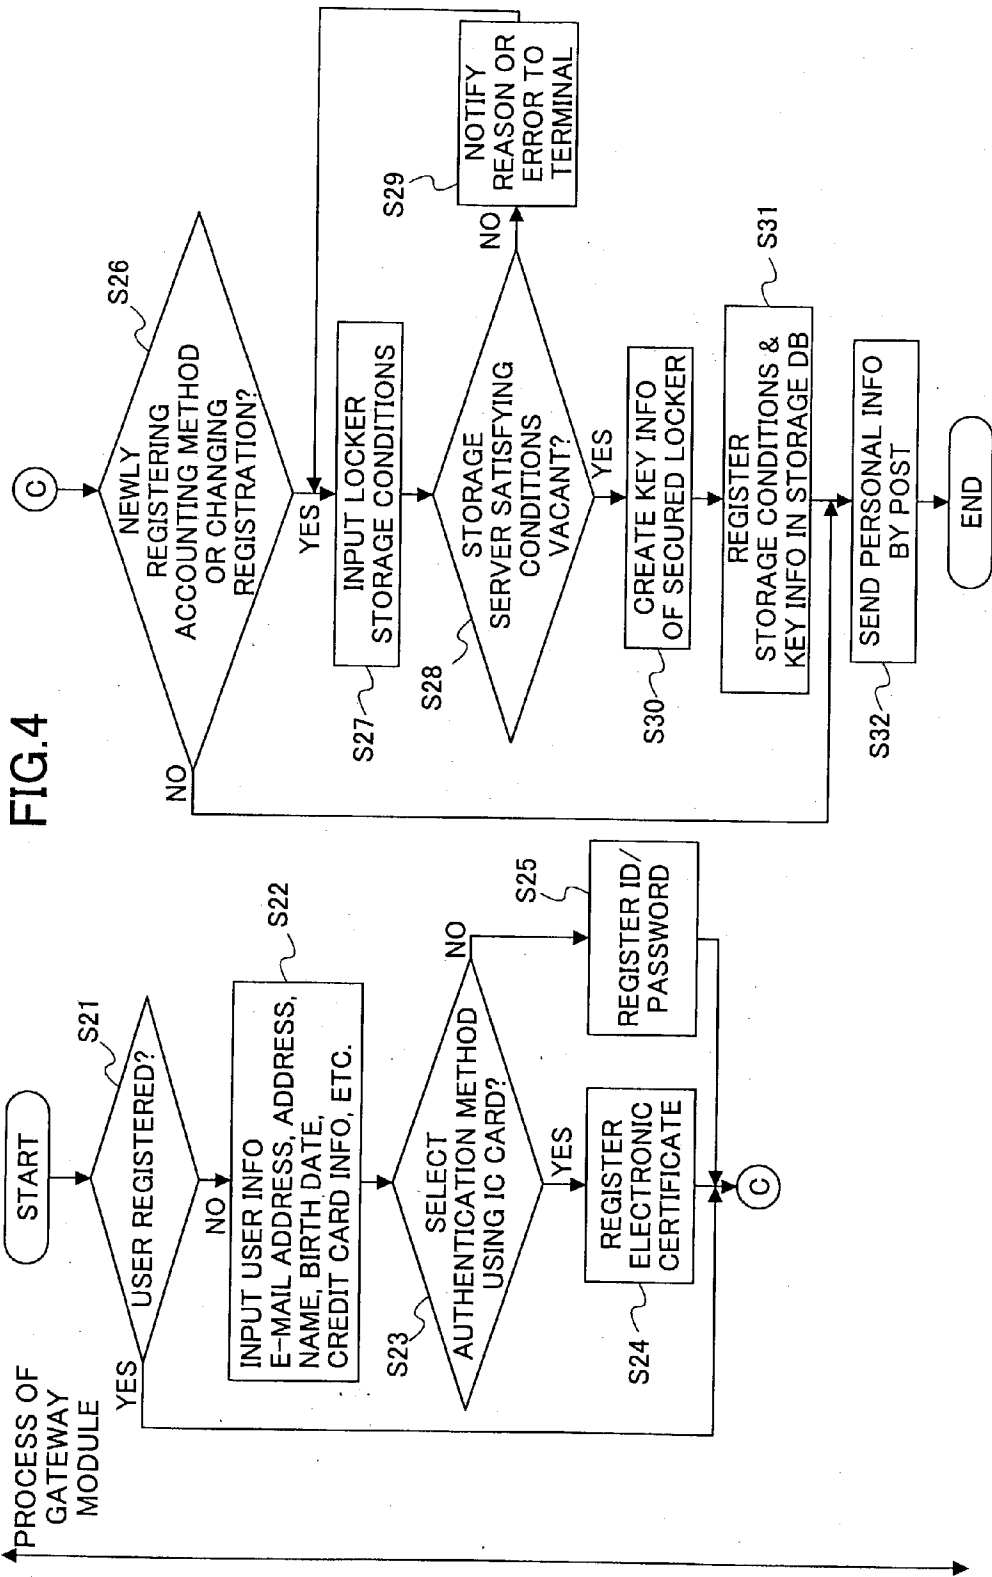 FIG.4
PROCESS OF
GATEWAY
MODULE
START
S21
USER REGISTERED?
YES
NO
S22
INPUT USER INFO
E-MAIL ADDRESS, ADDRESS,
NAME, BIRTH DATE,
CREDIT CARD INFO, ETC.
S23
SELECT
AUTHENTICATION METHOD
USING IC CARD?
NO
YES
S24
REGISTER
ELECTRONIC
CERTIFICATE
S25
REGISTER ID/
PASSWORD
C
C
S26
NEWLY
REGISTERING
ACCOUNTING METHOD
OR CHANGING
REGISTRATION?
NO
YES
S27
INPUT LOCKER
STORAGE CONDITIONS
S28
STORAGE
SERVER SATISFYING
CONDITIONS
VACANT?
NO
YES
S29
NOTIFY
REASON OR
ERROR TO
TERMINAL
S30
CREATE KEY INFO
OF SECURED LOCKER
S31
REGISTER
STORAGE CONDITIONS &
KEY INFO IN STORAGE DB
S32
SEND PERSONAL INFO
BY POST
END